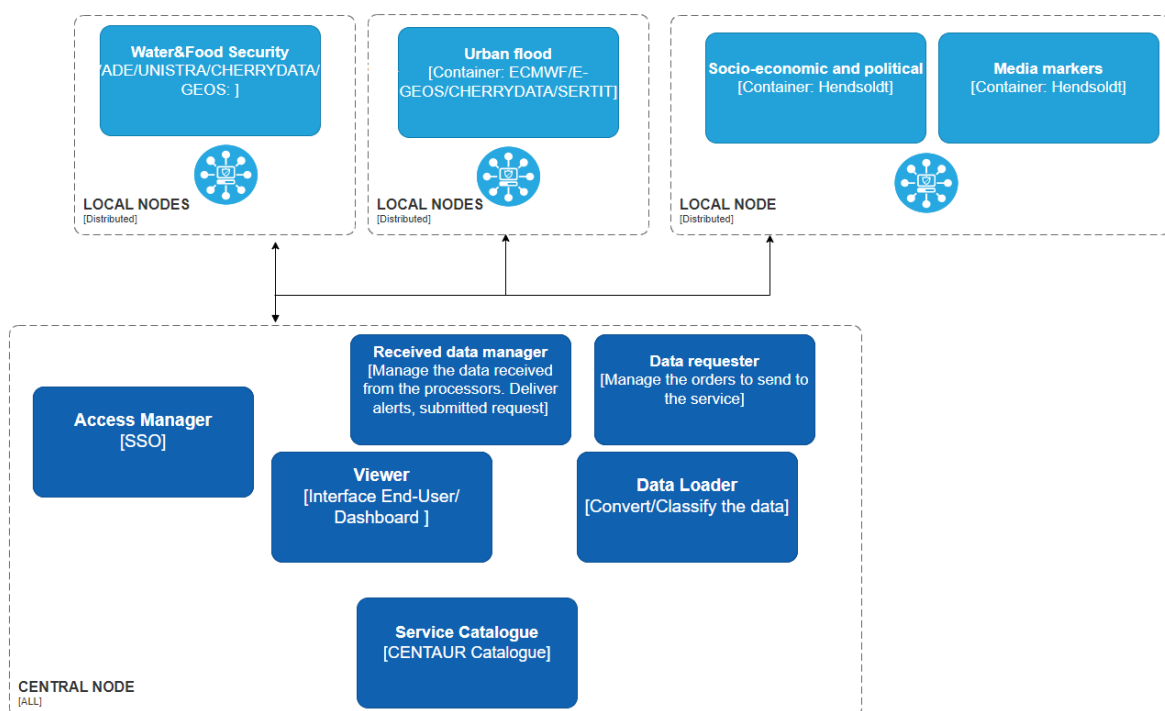 Water&Food Security
/ADE/UNISTRA/CHERRYDATA/
GEOS: ]
LOCAL NODES
[Distributed]
Urban flood
[Container: ECMWF/E-
GEOS/CHERRYDATA/SERTIT]
LOCAL NODES
[Distributed]
Socio-economic and political
[Container: Hendsoldt]
Media markers
[Container: Hendsoldt]
LOCAL NODE
[Distributed]
Received data manager
[Manage the data received
from the processors. Deliver
alerts, submitted request]
Data requester
[Manage the orders to send to
the service]
Access Manager
[SSO]
Viewer
[Interface End-User/
Dashboard ]
Data Loader
[Convert/Classify the data]
Service Catalogue
[CENTAUR Catalogue]
CENTRAL NODE
[ALL]